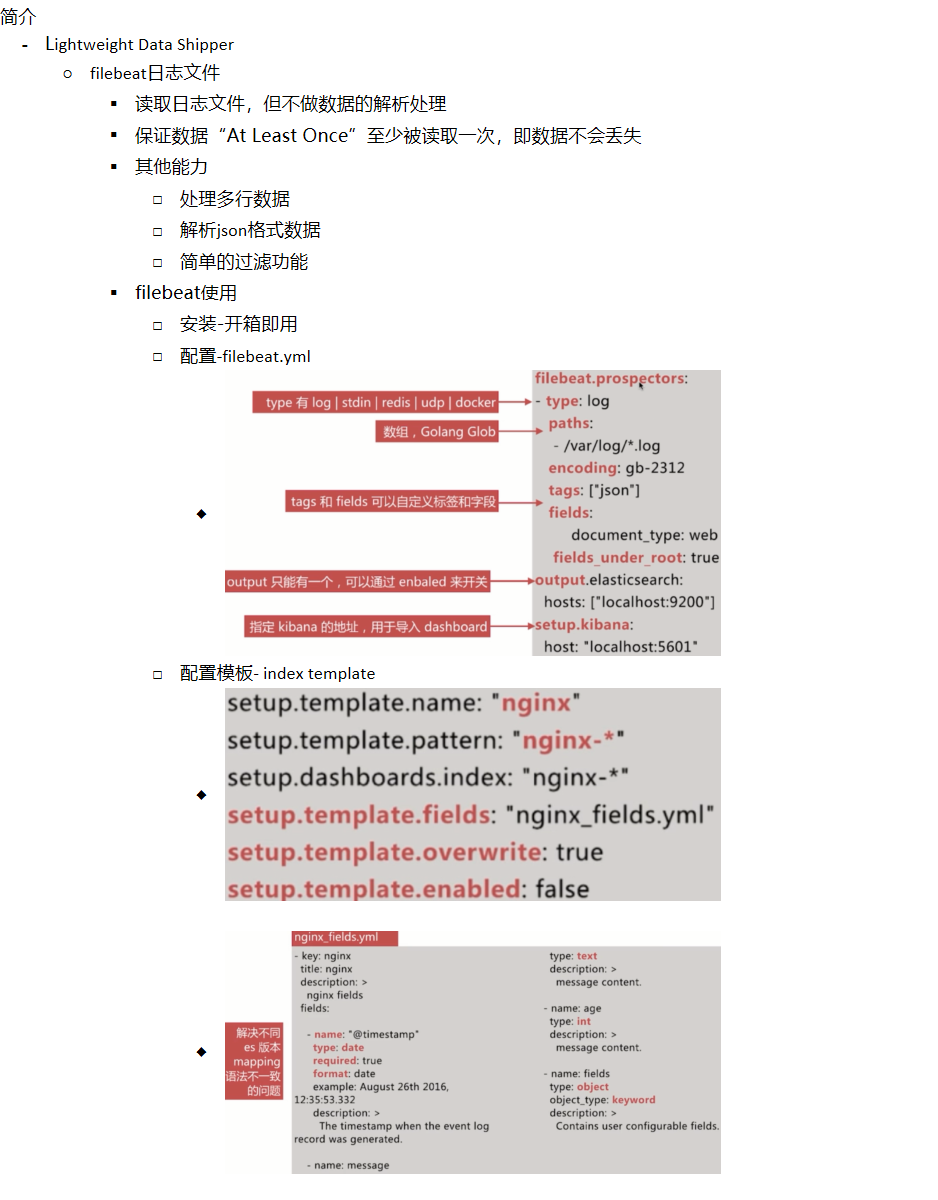 简介
- Lightweight Data Shipper
○ filebeat日志文件
▪ 读取日志文件，但不做数据的解析处理
▪ 保证数据“At Least Once”至少被读取一次，即数据不会丢失
▪ 其他能力
□ 处理多行数据
□ 解析json格式数据
□ 简单的过滤功能
▪ filebeat使用
□ 安装-开箱即用
□ 配置-filebeat.yml
type 有 log | stdin | redis | udp | docker
数组，Golang Glob
tags 和 fields 可以自定义标签和字段
output 只能有一个，可以通过 enbaled 来开关
指定 kibana 的地址，用于导入 dashboard
filebeat.prospectors:
- type: log
paths:
- /var/log/*.log
encoding: gb-2312
tags: ["json"]
fields:
document_type: web
fields_under_root: true
output.elasticsearch:
hosts: ["localhost:9200"]
setup.kibana:
host: "localhost:5601"
□ 配置模板- index template
setup.template.name: "nginx"
setup.template.pattern: "nginx-*"
setup.dashboards.index: "nginx-*"
setup.template.fields: "nginx_fields.yml"
setup.template.overwrite: true
setup.template.enabled: false
解决不同
es 版本
mapping
语法不一致
的问题
nginx_fields.yml
- key: nginx
title: nginx
description: >
nginx fields
fields:
- name: "@timestamp"
type: date
required: true
format: date
example: August 26th 2016,
12:35:53.332
description: >
The timestamp when the event log
record was generated.
- name: message
type: text
description: >
message content.
- name: age
type: int
description: >
message content.
- name: fields
type: object
object_type: keyword
description: >
Contains user configurable fields.